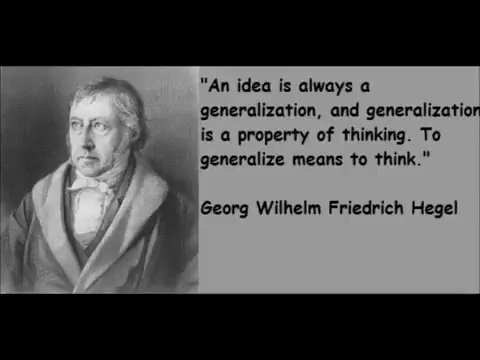 "An idea is always a
generalization, and generalization
is a property of thinking. To
generalize means to think."
Georg Wilhelm Friedrich Hegel